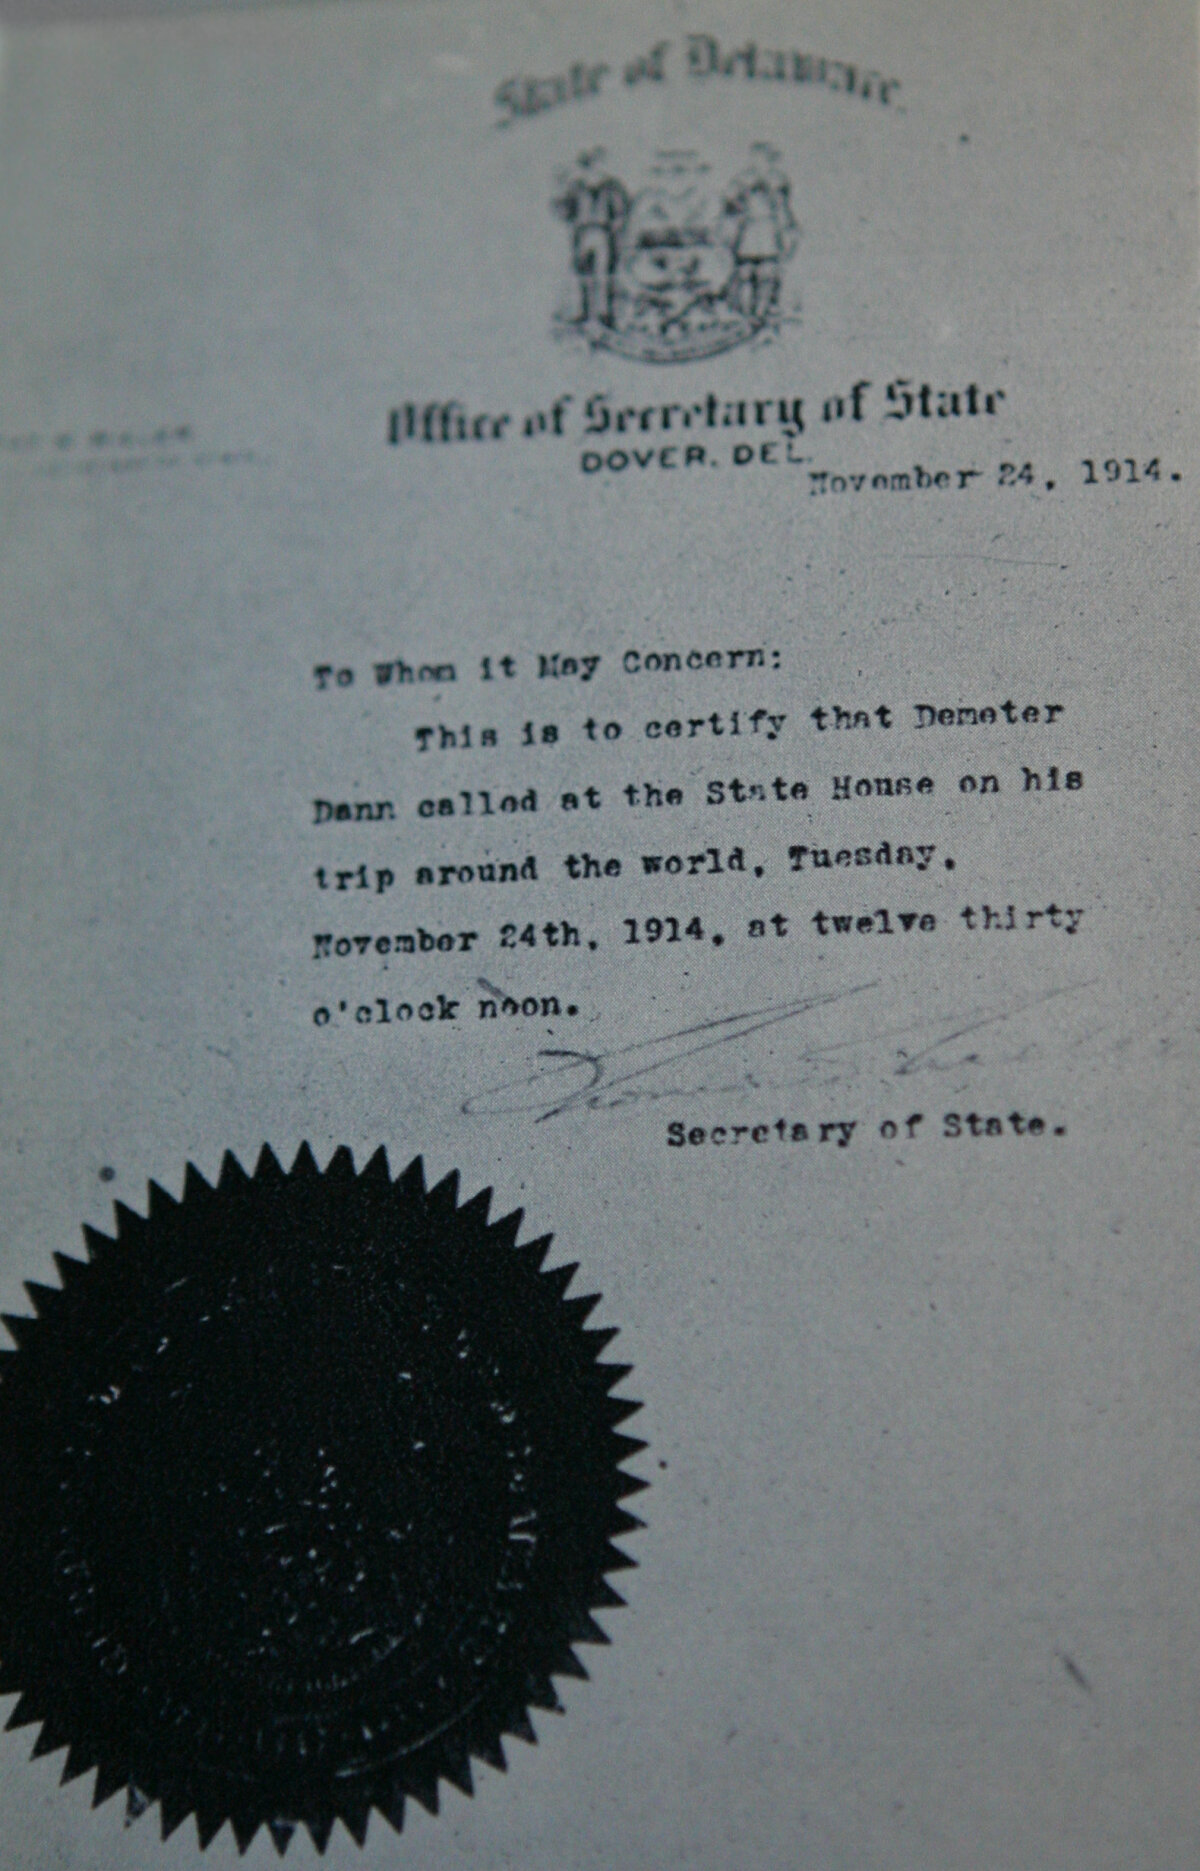 State of Delaware
Office of Secretary of State
DOVER, DEL.
November 24, 1914.
To Whom it May Concern:
This is to certify that Demeter
Dann called at the State House on his
trip around the world, Tuesday,
November 24th, 1914, at twelve thirty
o'clock noon.
Secretary of State.